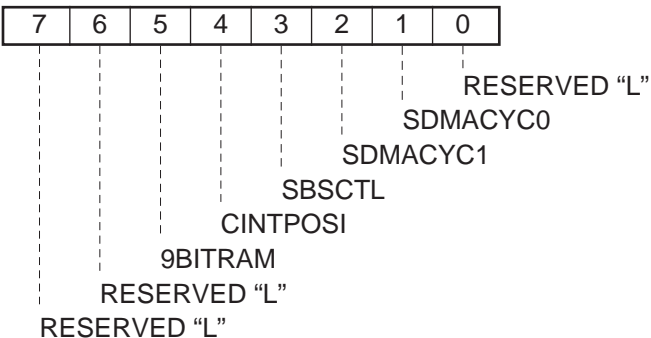 7 6 5 4 3 2 1 0
RESERVED “L”
SDMACYC0
SDMACYC1
SBSCTL
CINTPOSI
9BITRAM
RESERVED “L”
RESERVED “L”